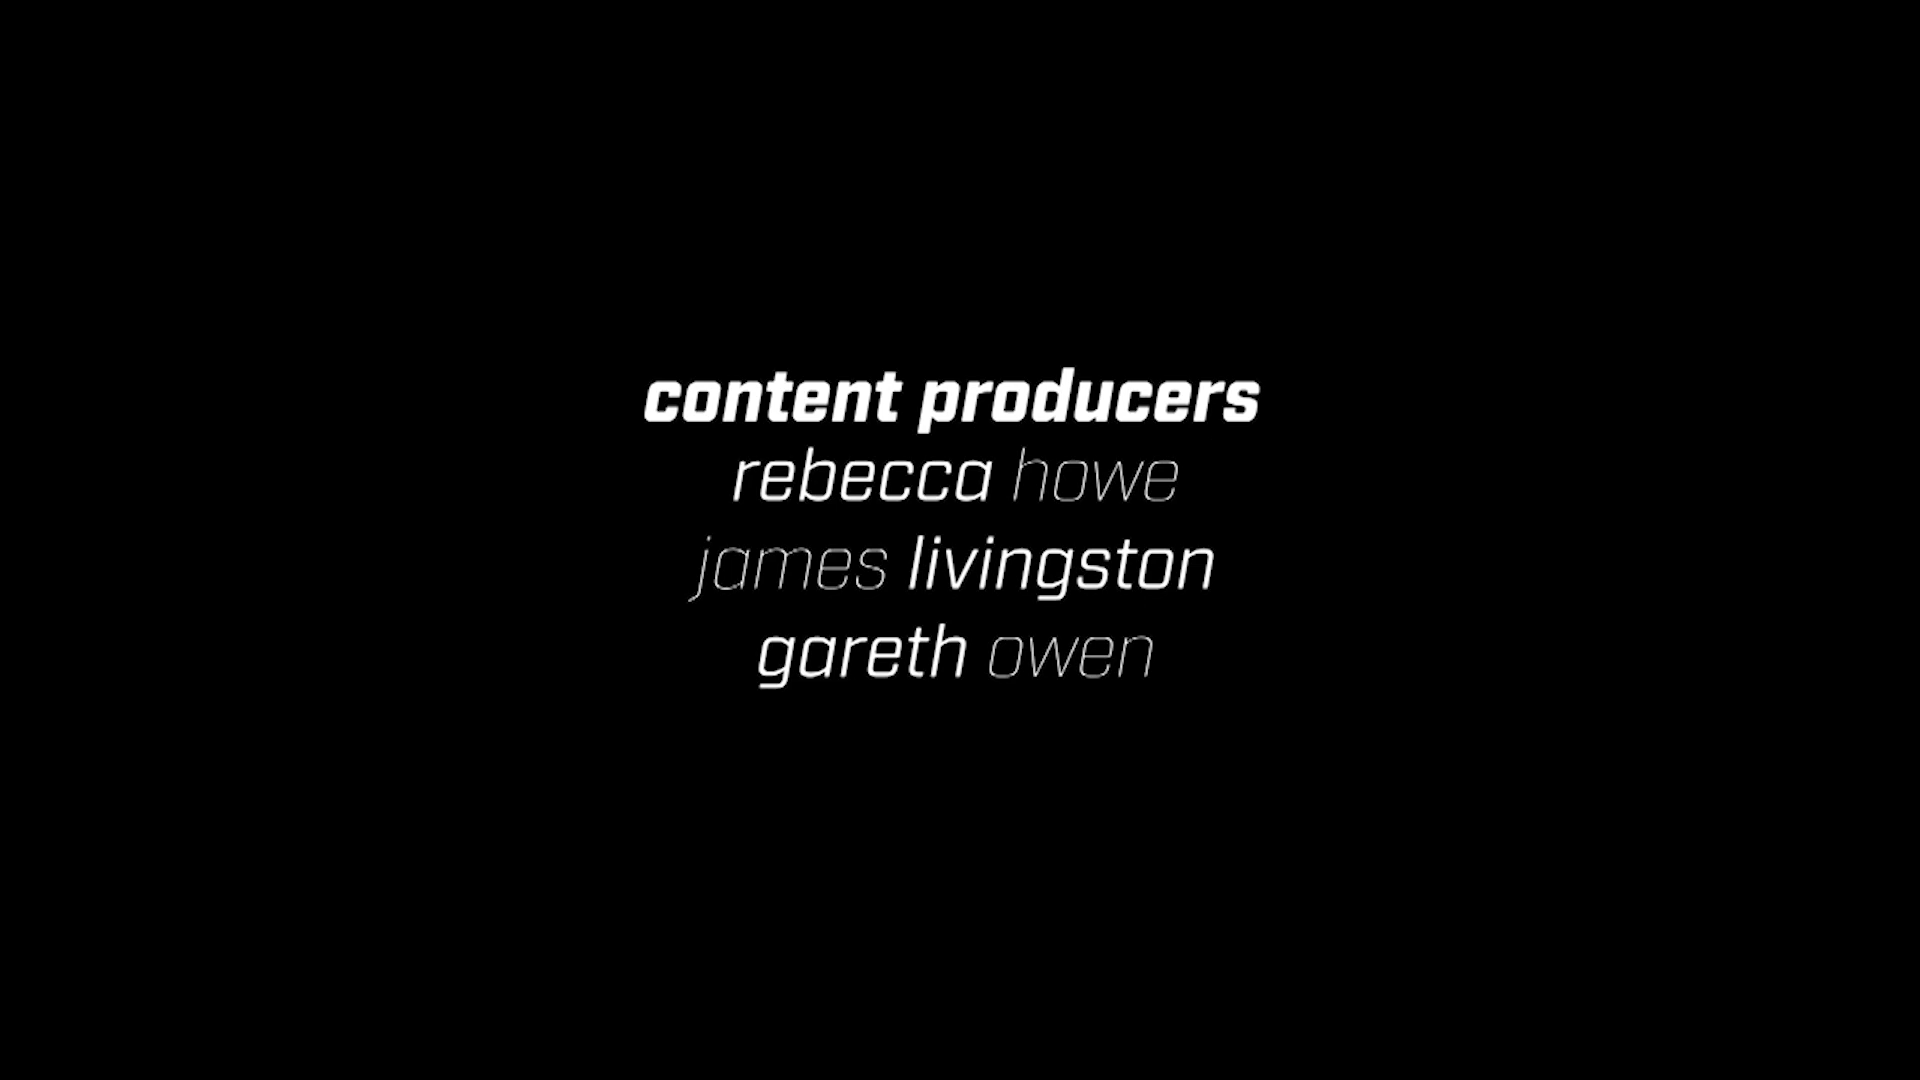 content producers
rebecca howe
james livingston
gareth owen